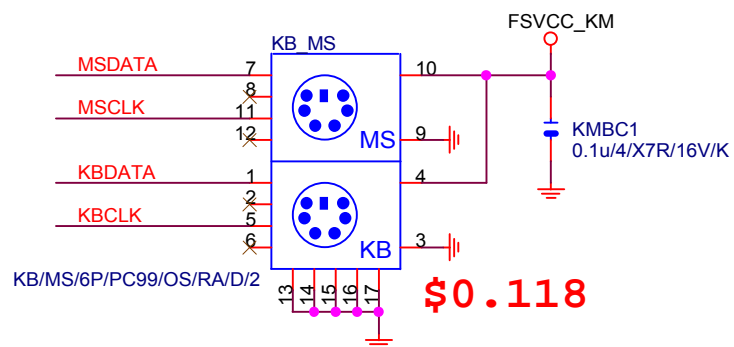 FSVCC_KM
KB_MS
MSDATA
7
10
8
MSCLK
11
12
MS
9
KMBC1
0.1u/4/X7R/16V/K
KBDATA
1
4
2
KBCLK
5
6
KB
3
KB/MS/6P/PC99/OS/RA/D/2
13
14
15
16
17
$0.118